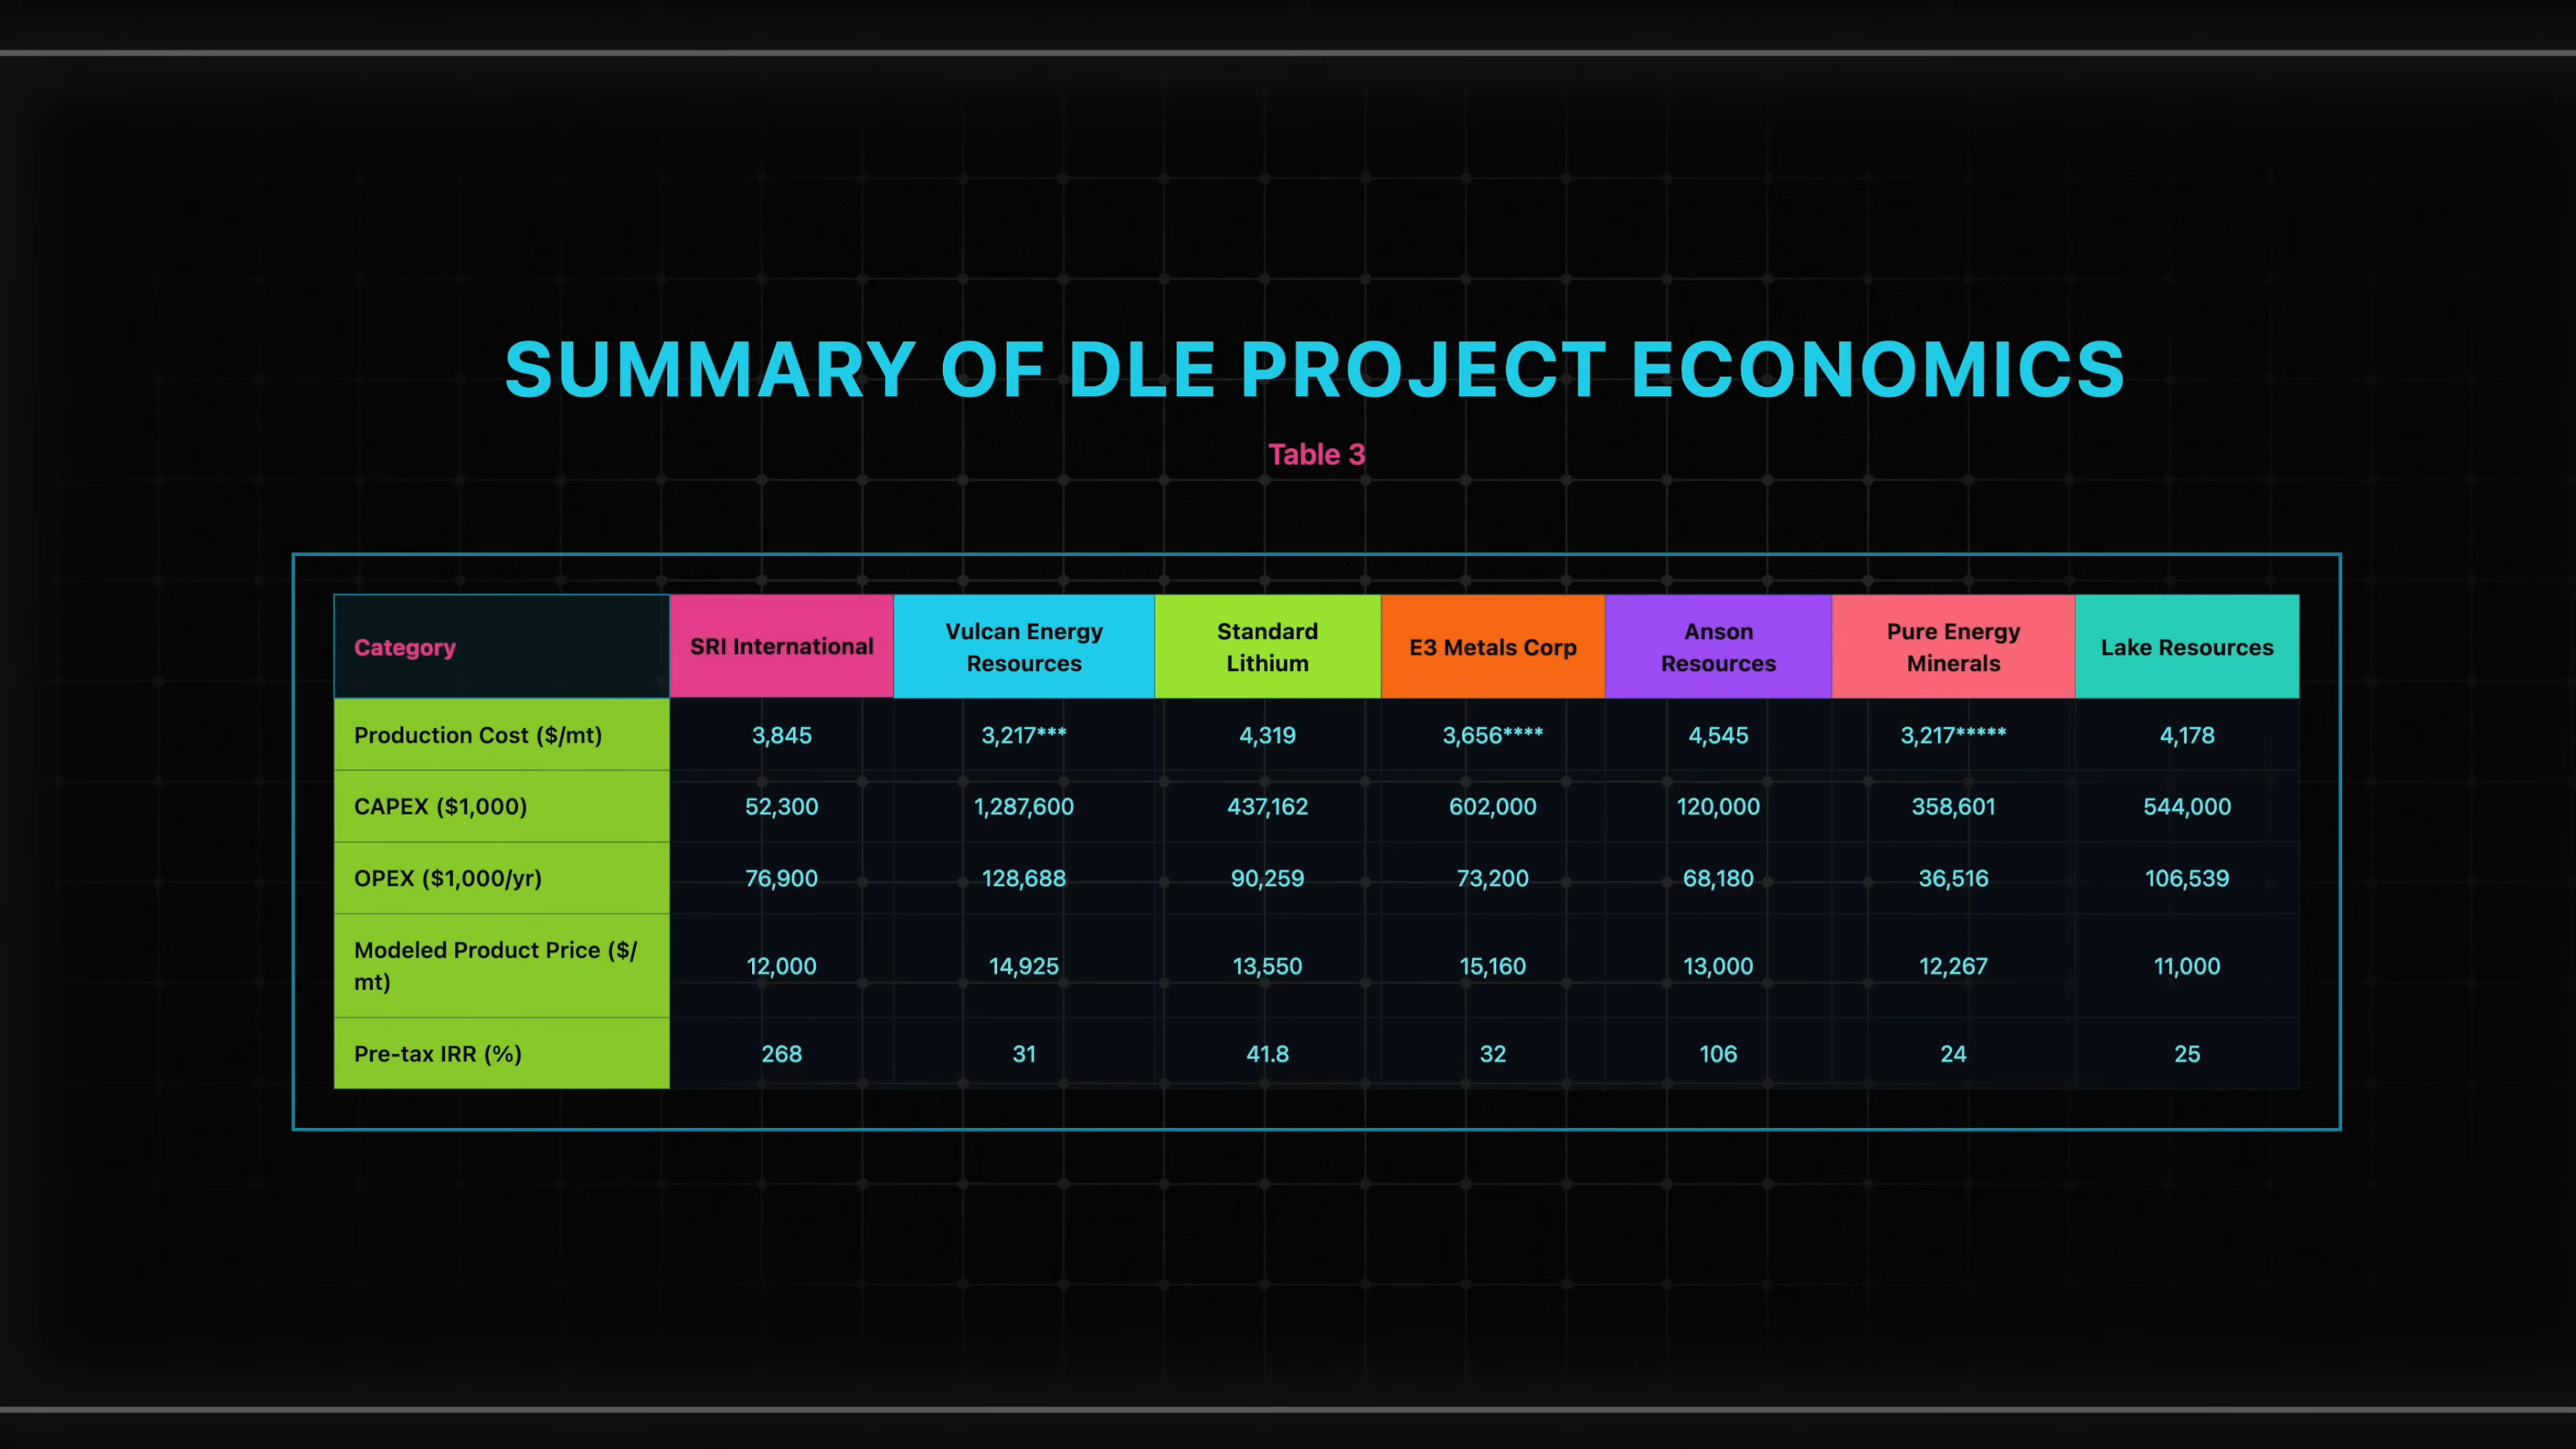 SUMMARY OF DLE PROJECT ECONOMICS
Table 3
Category SRI International Vulcan Energy Resources Standard Lithium E3 Metals Corp Anson Resources Pure Energy Minerals Lake Resources
Production Cost ($/mt) 3,845 3,217*** 4,319 3,656**** 4,545 3,217***** 4,178
CAPEX ($1,000) 52,300 1,287,600 437,162 602,000 120,000 358,601 544,000
OPEX ($1,000/yr) 76,900 128,688 90,259 73,200 68,180 36,516 106,539
Modeled Product Price ($/mt) 12,000 14,925 13,550 15,160 13,000 12,267 11,000
Pre-tax IRR (%) 268 31 41.8 32 106 24 25